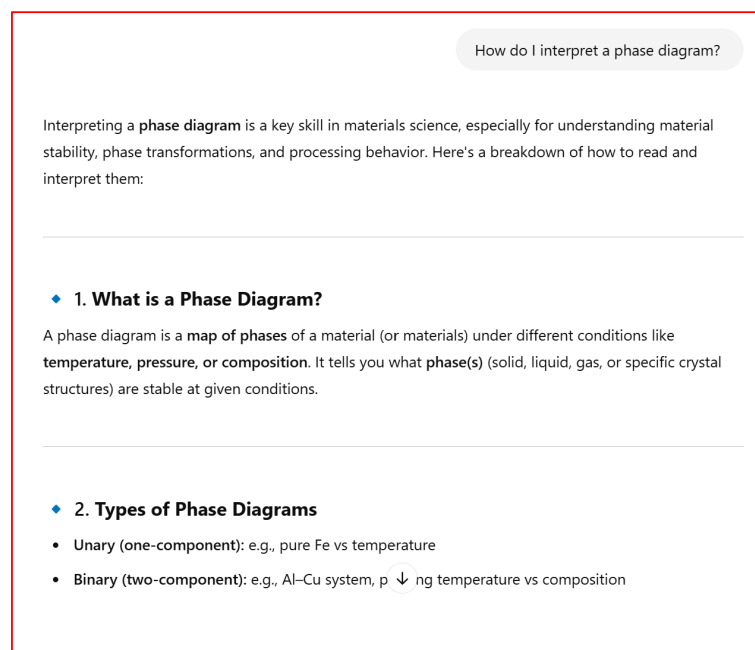 How do I interpret a phase diagram?
Interpreting a phase diagram is a key skill in materials science, especially for understanding material
stability, phase transformations, and processing behavior. Here's a breakdown of how to read and
interpret them:
1. What is a Phase Diagram?
A phase diagram is a map of phases of a material (or materials) under different conditions like
temperature, pressure, or composition. It tells you what phase(s) (solid, liquid, gas, or specific crystal
structures) are stable at given conditions.
2. Types of Phase Diagrams
• Unary (one-component): e.g., pure Fe vs temperature
• Binary (two-component): e.g., Al–Cu system, temperature vs composition